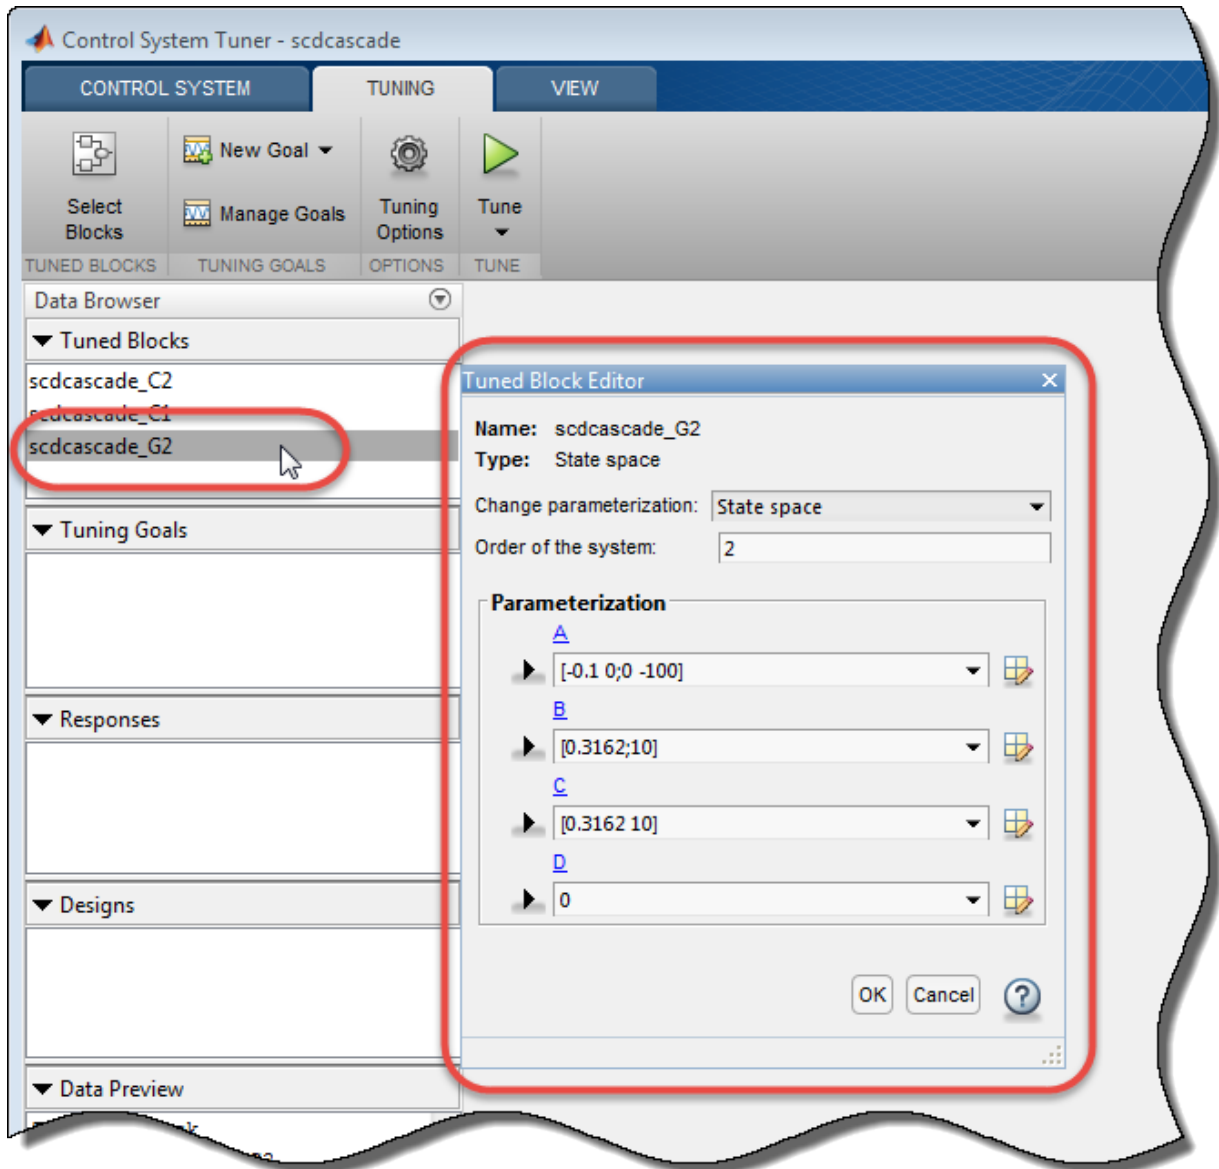 Control System Tuner - scdcascade
CONTROL SYSTEM TUNING VIEW
New Goal
Manage Goals
Select Blocks
Tuning Options
Tune
TUNED BLOCKS TUNING GOALS OPTIONS TUNE
Data Browser
Tuned Blocks
scdcascade_C2
scdcascade_C1
scdcascade_G2
Tuning Goals
Responses
Designs
Data Preview
Tuned Block Editor
Name: scdcascade_G2
Type: State space
Change parameterization: State space
Order of the system: 2
Parameterization
A
[-0.1 0;0 -100]
B
[0.3162;10]
C
[0.3162 10]
D
0
OK Cancel ?